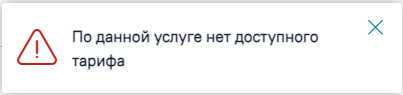 По данной услуге нет доступного
тарифа